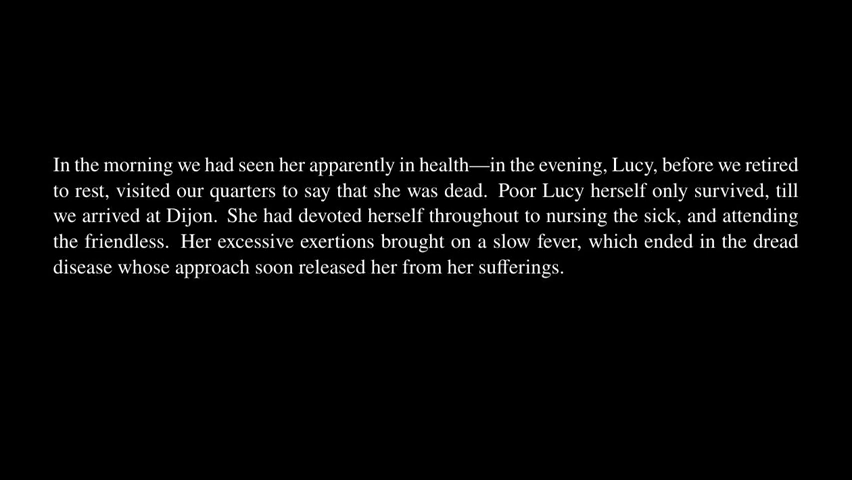 In the morning we had seen her apparently in health—in the evening, Lucy, before we retired
to rest, visited our quarters to say that she was dead. Poor Lucy herself only survived, till
we arrived at Dijon. She had devoted herself throughout to nursing the sick, and attending
the friendless. Her excessive exertions brought on a slow fever, which ended in the dread
disease whose approach soon released her from her sufferings.